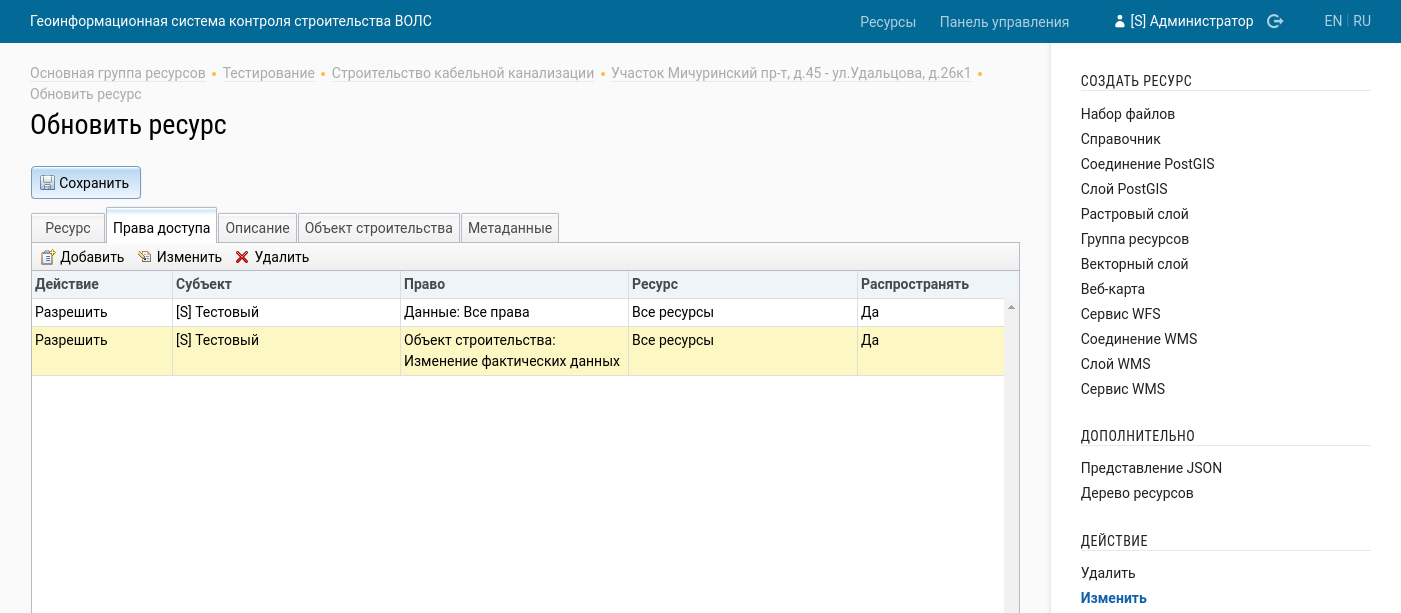 Геоинформационная система контроля строительства ВОЛС
Ресурсы Панель управления [S] Администратор EN | RU
Основная группа ресурсов • Тестирование • Строительство кабельной канализации • Участок Мичуринский пр-т, д.45 - ул.Удальцова, д.26к1 •
Обновить ресурс
Обновить ресурс
Сохранить
Ресурс Права доступа Описание Объект строительства Метаданные
Добавить Изменить Удалить
Действие Субъект Право Ресурс Распространять
Разрешить [S] Тестовый Данные: Все права Все ресурсы Да
Разрешить [S] Тестовый Объект строительства: Все ресурсы Да
Изменение фактических данных
СОЗДАТЬ РЕСУРС
Набор файлов
Справочник
Соединение PostGIS
Слой PostGIS
Растровый слой
Группа ресурсов
Векторный слой
Веб-карта
Сервис WFS
Соединение WMS
Слой WMS
Сервис WMS
ДОПОЛНИТЕЛЬНО
Представление JSON
Дерево ресурсов
ДЕЙСТВИЕ
Удалить
Изменить